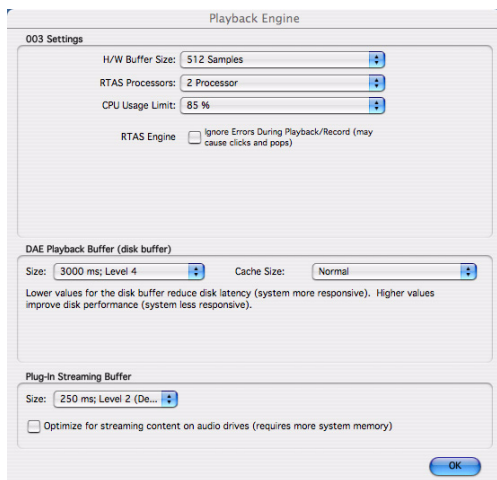 Playback Engine
003 Settings
H/W Buffer Size: 512 Samples
RTAS Processors: 2 Processor
CPU Usage Limit: 85 %
RTAS Engine Ignore Errors During Playback/Record (may
cause clicks and pops)
DAE Playback Buffer (disk buffer)
Size: 3000 ms; Level 4 Cache Size: Normal
Lower values for the disk buffer reduce disk latency (system more responsive). Higher values
improve disk performance (system less responsive).
Plug-In Streaming Buffer
Size: 250 ms; Level 2 (De...
Optimize for streaming content on audio drives (requires more system memory)
OK